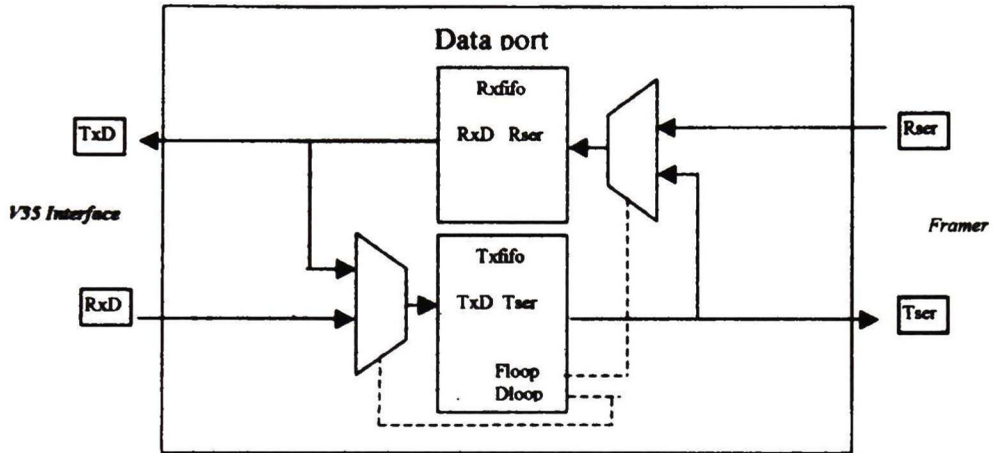 Data port
Rxfifo
TxD
RxD Rser
Rser
V35 Interface
Framer
Txfifo
RxD
TxD Tser
Tser
Floop
Dloop